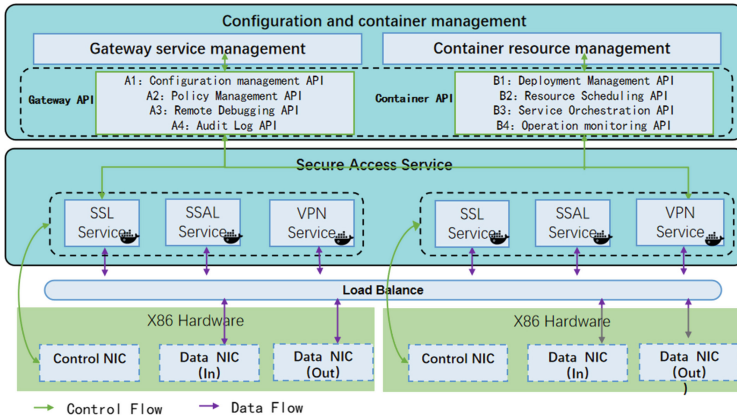 Configuration and container management
Gateway service management
Container resource management
Gateway API
A1: Configuration management API
A2: Policy Management API
A3: Remote Debugging API
A4: Audit Log API
Container API
B1: Deployment Management API
B2: Resource Scheduling API
B3: Service Orchestration API
B4: Operation monitoring API
Secure Access Service
SSL
Service
SSAL
Service
VPN
Service
SSL
Service
SSAL
Service
VPN
Service
Load Balance
X86 Hardware
Control NIC
Data NIC
(In)
Data NIC
(Out)
X86 Hardware
Control NIC
Data NIC
(In)
Data NIC
(Out
)
Control Flow
Data Flow